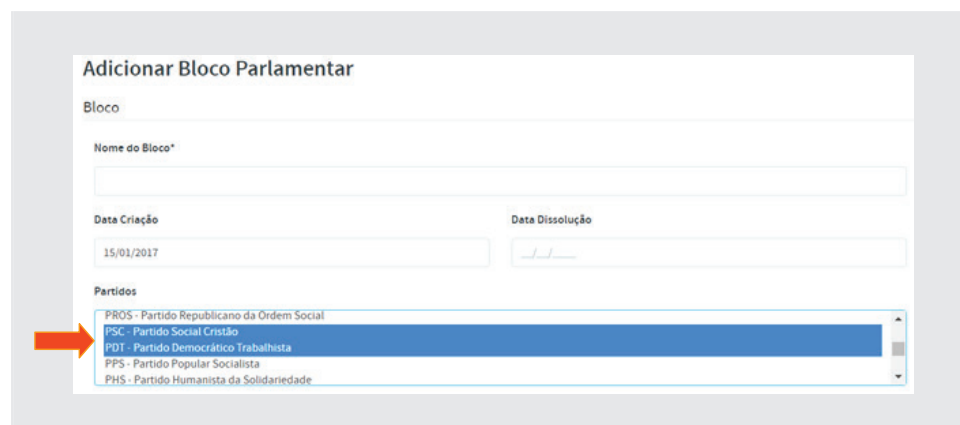 Adicionar Bloco Parlamentar
Bloco
Nome do Bloco*
Data Criação Data Dissolução
15/01/2017 __/__/____
Partidos
PROS - Partido Republicano da Ordem Social
PSC - Partido Social Cristão
PDT - Partido Democrático Trabalhista
PPS - Partido Popular Socialista
PHS - Partido Humanista da Solidariedade